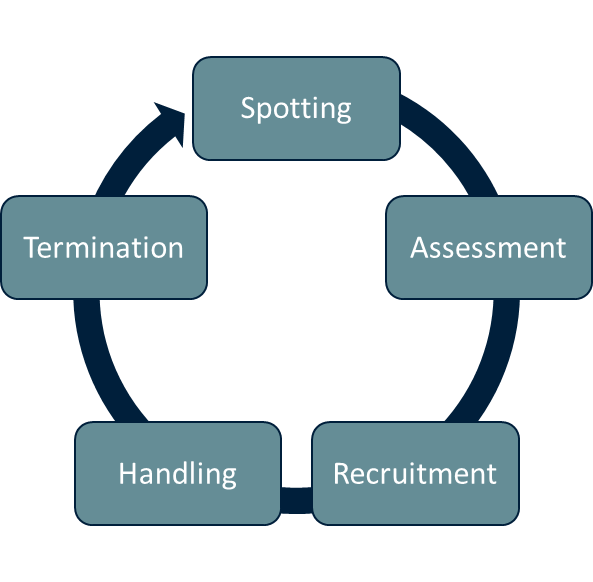 Spotting
Assessment
Recruitment
Handling
Termination